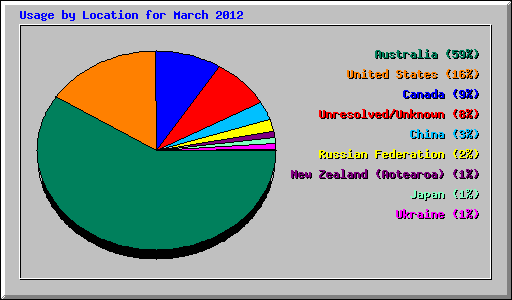 Usage by Location for March 2012
Australia (59%)
United States (16%)
Canada (9%)
Unresolved/Unknown (8%)
China (3%)
Russian Federation (2%)
New Zealand (Aotearoa) (1%)
Japan (1%)
Ukraine (1%)